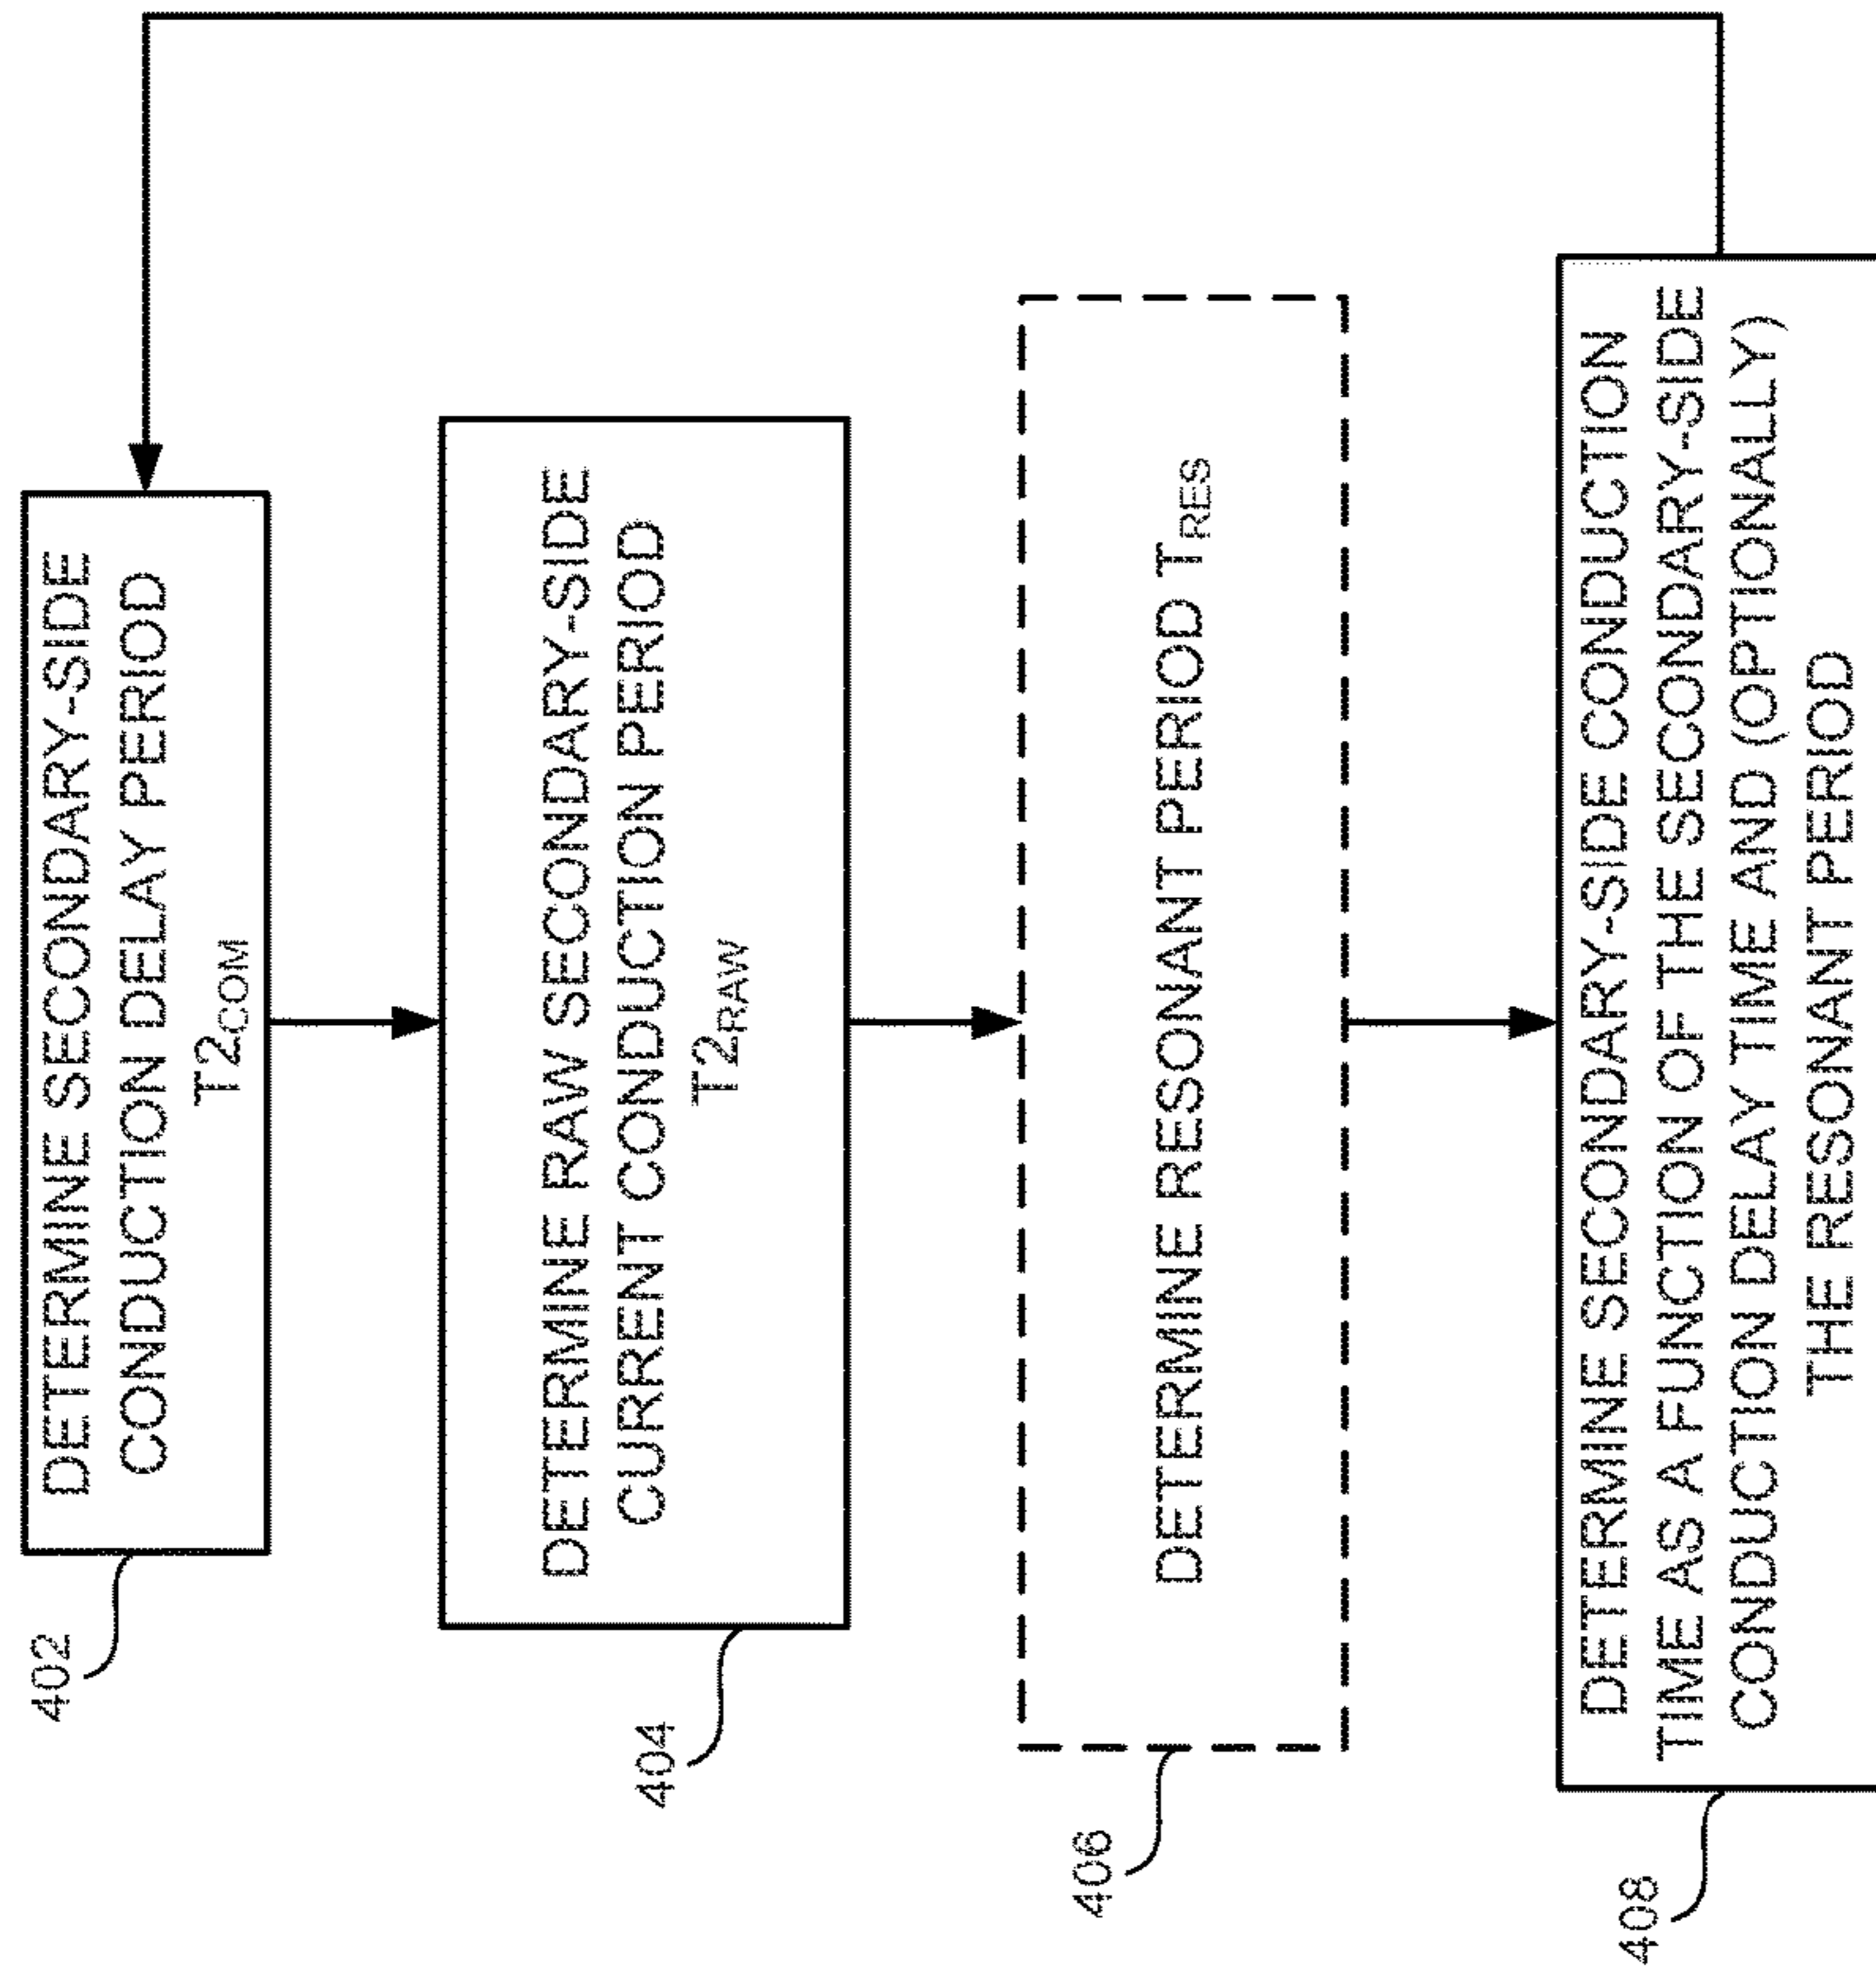 402
DETERMINE SECONDARY-SIDE
CONDUCTION DELAY PERIOD
T2COM
404
DETERMINE RAW SECONDARY-SIDE
CURRENT CONDUCTION PERIOD
T2RAW
406
DETERMINE RESONANT PERIOD TRES
408
DETERMINE SECONDARY-SIDE CONDUCTION
TIME AS A FUNCTION OF THE SECONDARY-SIDE
CONDUCTION DELAY TIME AND (OPTIONALLY)
THE RESONANT PERIOD